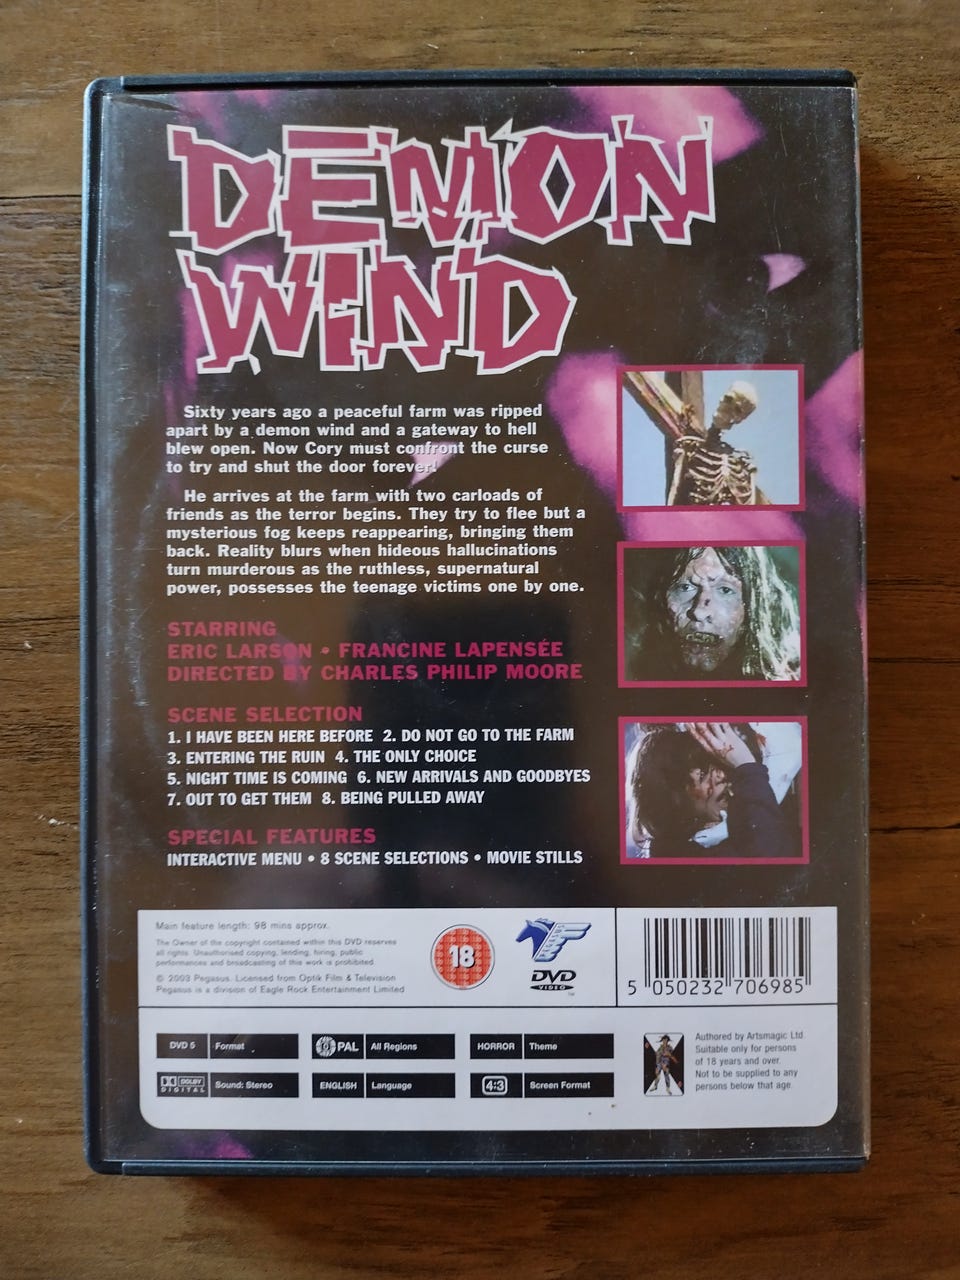 DEMON
WIND
Sixty years ago a peaceful farm was ripped
apart by a demon wind and a gateway to hell
blew open. Now Cory must confront the curse
to try and shut the door forever!
He arrives at the farm with two carloads of
friends as the terror begins. They try to flee but a
mysterious fog keeps reappearing, bringing them
back. Reality blurs when hideous hallucinations
turn murderous as the ruthless, supernatural
power, possesses the teenage victims one by one.
STARRING
ERIC LARSON • FRANCINE LAPENSÉE
DIRECTED BY CHARLES PHILIP MOORE
SCENE SELECTION
1. I HAVE BEEN HERE BEFORE 2. DO NOT GO TO THE FARM
3. ENTERING THE RUIN 4. THE ONLY CHOICE
5. NIGHT TIME IS COMING 6. NEW ARRIVALS AND GOODBYES
7. OUT TO GET THEM 8. BEING PULLED AWAY
SPECIAL FEATURES
INTERACTIVE MENU • 8 SCENE SELECTIONS • MOVIE STILLS
Main feature length: 98 mins approx.
The Owner of the copyright contained within this DVD reserves
all rights. Unauthorised copying, lending, hiring, public
performances and broadcasting of this work is prohibited.
© 2003 Pegasus. Licensed from Optik Film & Television
Pegasus is a division of Eagle Rock Entertainment Limited
18
DVD
VIDEO
TM
5 050232 706985
DVD 5 Format
PAL All Regions
HORROR Theme
DOLBY DIGITAL Sound: Stereo
ENGLISH Language
4:3 Screen Format
Authored by Artsmagic Ltd
Suitable only for persons
of 18 years and over.
Not to be supplied to any
persons below that age.